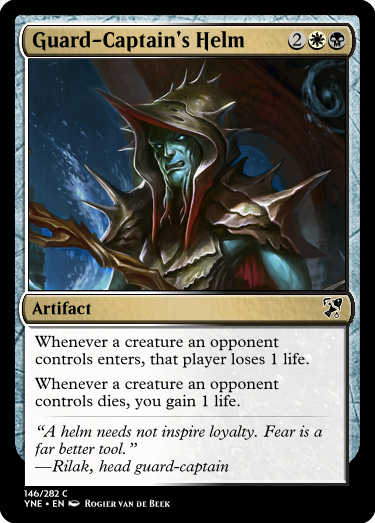 Guard-Captain's Helm 2
Artifact
Whenever a creature an opponent
controls enters, that player loses 1 life.
Whenever a creature an opponent
controls dies, you gain 1 life.
“A helm needs not inspire loyalty. Fear is a
far better tool.”
—Rilak, head guard-captain
146/282 C
YNE • EN Rogier van de Beek